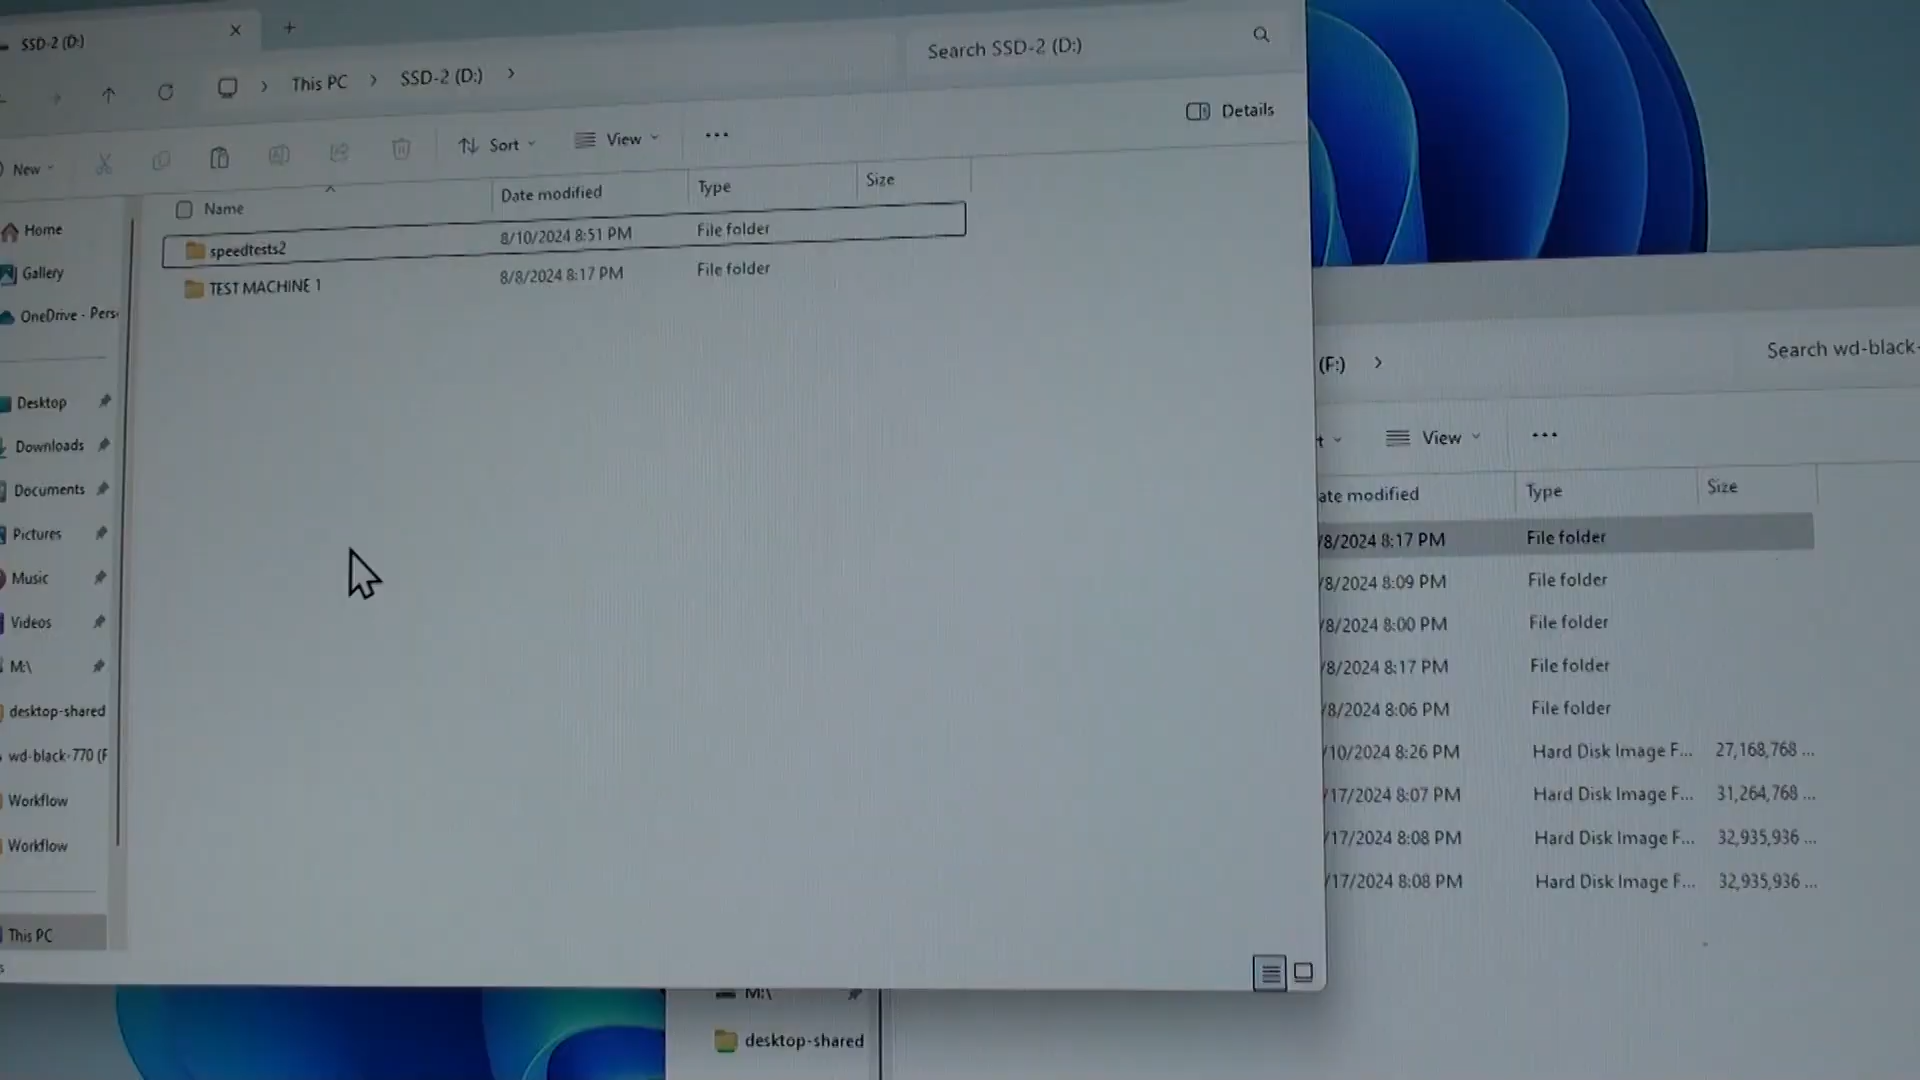 SSD-2 (D:)
This PC > SSD-2 (D:) >
Search SSD-2 (D:)
New
Sort
View
...
Details
Name
Date modified
Type
Size
speedtests2
8/10/2024 8:51 PM
File folder
TEST MACHINE 1
8/8/2024 8:17 PM
File folder
Home
Gallery
OneDrive - Pers
Desktop
Downloads
Documents
Pictures
Music
Videos
M:\
desktop-shared
wd-black-770 (F
Workflow
Workflow
This PC
s
(F:) >
Search wd-black-
t
View
...
ate modified
Type
Size
/8/2024 8:17 PM
File folder
/8/2024 8:09 PM
File folder
/8/2024 8:00 PM
File folder
/8/2024 8:17 PM
File folder
/8/2024 8:06 PM
File folder
/10/2024 8:26 PM
Hard Disk Image F...
27,168,768 ...
/17/2024 8:07 PM
Hard Disk Image F...
31,264,768 ...
/17/2024 8:08 PM
Hard Disk Image F...
32,935,936 ...
/17/2024 8:08 PM
Hard Disk Image F...
32,935,936 ...
M:\
desktop-shared